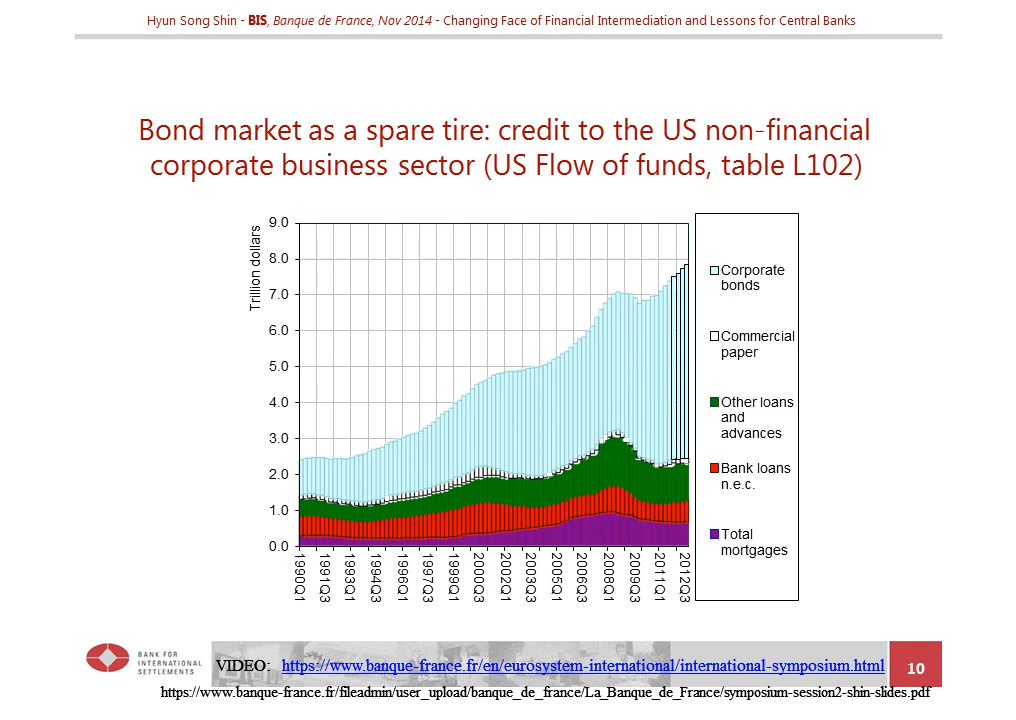 Hyun Song Shin - BIS, Banque de France, Nov 2014 - Changing Face of Financial Intermediation and Lessons for Central Banks
Bond market as a spare tire: credit to the US non-financial
corporate business sector (US Flow of funds, table L102)
Trillion dollars
9.0
8.0
7.0
6.0
5.0
4.0
3.0
2.0
1.0
0.0
1990Q1
1991Q3
1993Q1
1994Q3
1996Q1
1997Q3
1999Q1
2000Q3
2002Q1
2003Q3
2005Q1
2006Q3
2008Q1
2009Q3
2011Q1
2012Q3
Corporate
bonds
Commercial
paper
Other loans
and
advances
Bank loans
n.e.c.
Total
mortgages
BANK FOR
INTERNATIONAL
SETTLEMENTS
VIDEO: https://www.banque-france.fr/en/eurosystem-international/international-symposium.html
10
https://www.banque-france.fr/fileadmin/user_upload/banque_de_france/La_Banque_de_France/symposium-session2-shin-slides.pdf